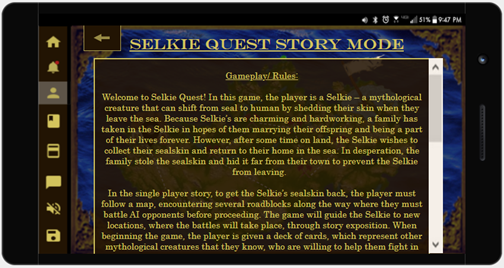 51% 9:47 PM
SELKIE QUEST STORY MODE
Gameplay/ Rules:
Welcome to Selkie Quest! In this game, the player is a Selkie – a mythological
creature that can shift from seal to human by shedding their skin when they
leave the sea. Because Selkie's are charming and hardworking, a family has
taken in the Selkie in hopes of them marrying their offspring and being a part
of their lives forever. However, after some time on land, the Selkie wishes to
collect their sealskin and return to their home in the sea. In desperation, the
family stole the sealskin and hid it far from their town to prevent the Selkie
from leaving.
In the single player story, to get the Selkie's sealskin back, the player must
follow a map, encountering several roadblocks along the way where they must
battle AI opponents before proceeding. The game will guide the Selkie to new
locations, where the battles will take place, through story exposition. When
beginning the game, the player is given a deck of cards, which represent other
mythological creatures that they know, who are willing to help them fight in